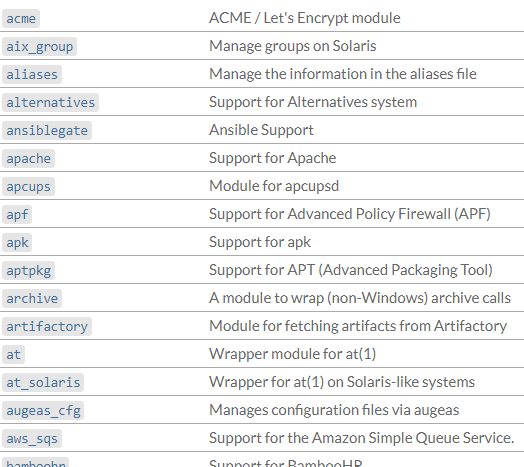 acme ACME / Let's Encrypt module
aix_group Manage groups on Solaris
aliases Manage the information in the aliases file
alternatives Support for Alternatives system
ansiblegate Ansible Support
apache Support for Apache
apcups Module for apcupsd
apf Support for Advanced Policy Firewall (APF)
apk Support for apk
aptpkg Support for APT (Advanced Packaging Tool)
archive A module to wrap (non-Windows) archive calls
artifactory Module for fetching artifacts from Artifactory
at Wrapper module for at(1)
at_solaris Wrapper for at(1) on Solaris-like systems
augeas_cfg Manages configuration files via augeas
aws_sqs Support for the Amazon Simple Queue Service.
bamboohr Support for BambooHR